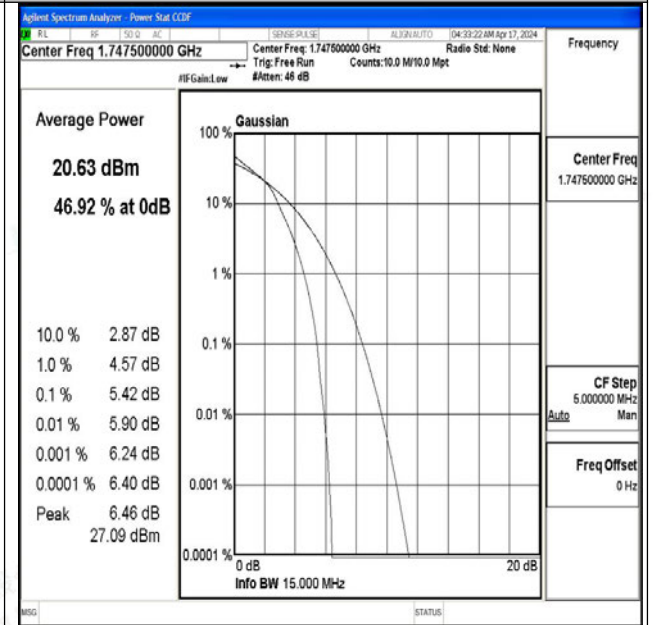 Agilent Spectrum Analyzer - Power Stat CCDF
RL RF 50 Ω AC SENSE:PULSE ALIGNAUTO 04:33:22 AM Apr 17, 2024
Center Freq 1.747500000 GHz
Center Freq: 1.747500000 GHz Radio Std: None
Trig: Free Run Counts:10.0 M/10.0 Mpt
#IFGain:Low #Atten: 46 dB
Frequency
Average Power
20.63 dBm
46.92 % at 0dB
10.0 % 2.87 dB
1.0 % 4.57 dB
0.1 % 5.42 dB
0.01 % 5.90 dB
0.001 % 6.24 dB
0.0001 % 6.40 dB
Peak 6.46 dB
27.09 dBm
Gaussian
100 %
10 %
1 %
0.1 %
0.01 %
0.001 %
0.0001 %
0 dB 20 dB
Info BW 15.000 MHz
Center Freq
1.747500000 GHz
CF Step
5.000000 MHz
Auto Man
Freq Offset
0 Hz
MSG STATUS